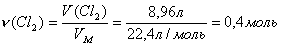 ν(Cl₂) = V(Cl₂)/V_M = 8,96л/22,4л/моль = 0,4 моль